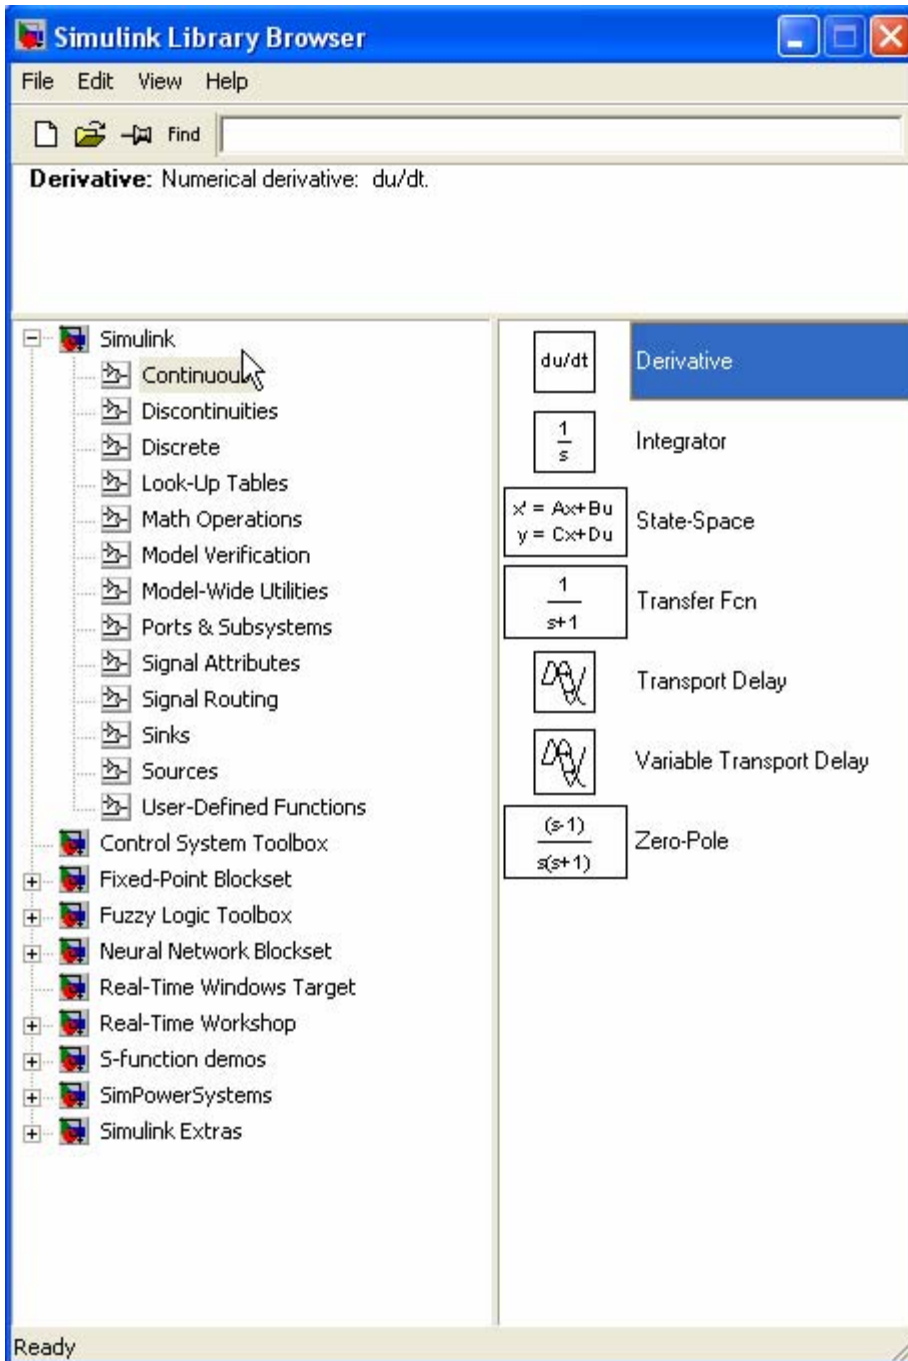 Simulink Library Browser
File Edit View Help
Find
Derivative: Numerical derivative: du/dt.
Simulink
Continuous
Discontinuities
Discrete
Look-Up Tables
Math Operations
Model Verification
Model-Wide Utilities
Ports & Subsystems
Signal Attributes
Signal Routing
Sinks
Sources
User-Defined Functions
Control System Toolbox
Fixed-Point Blockset
Fuzzy Logic Toolbox
Neural Network Blockset
Real-Time Windows Target
Real-Time Workshop
S-function demos
SimPowerSystems
Simulink Extras
du/dt Derivative
1
s
Integrator
x' = Ax+Bu
y = Cx+Du
State-Space
1
s+1
Transfer Fcn
Transport Delay
Variable Transport Delay
(s-1)
s(s+1)
Zero-Pole
Ready